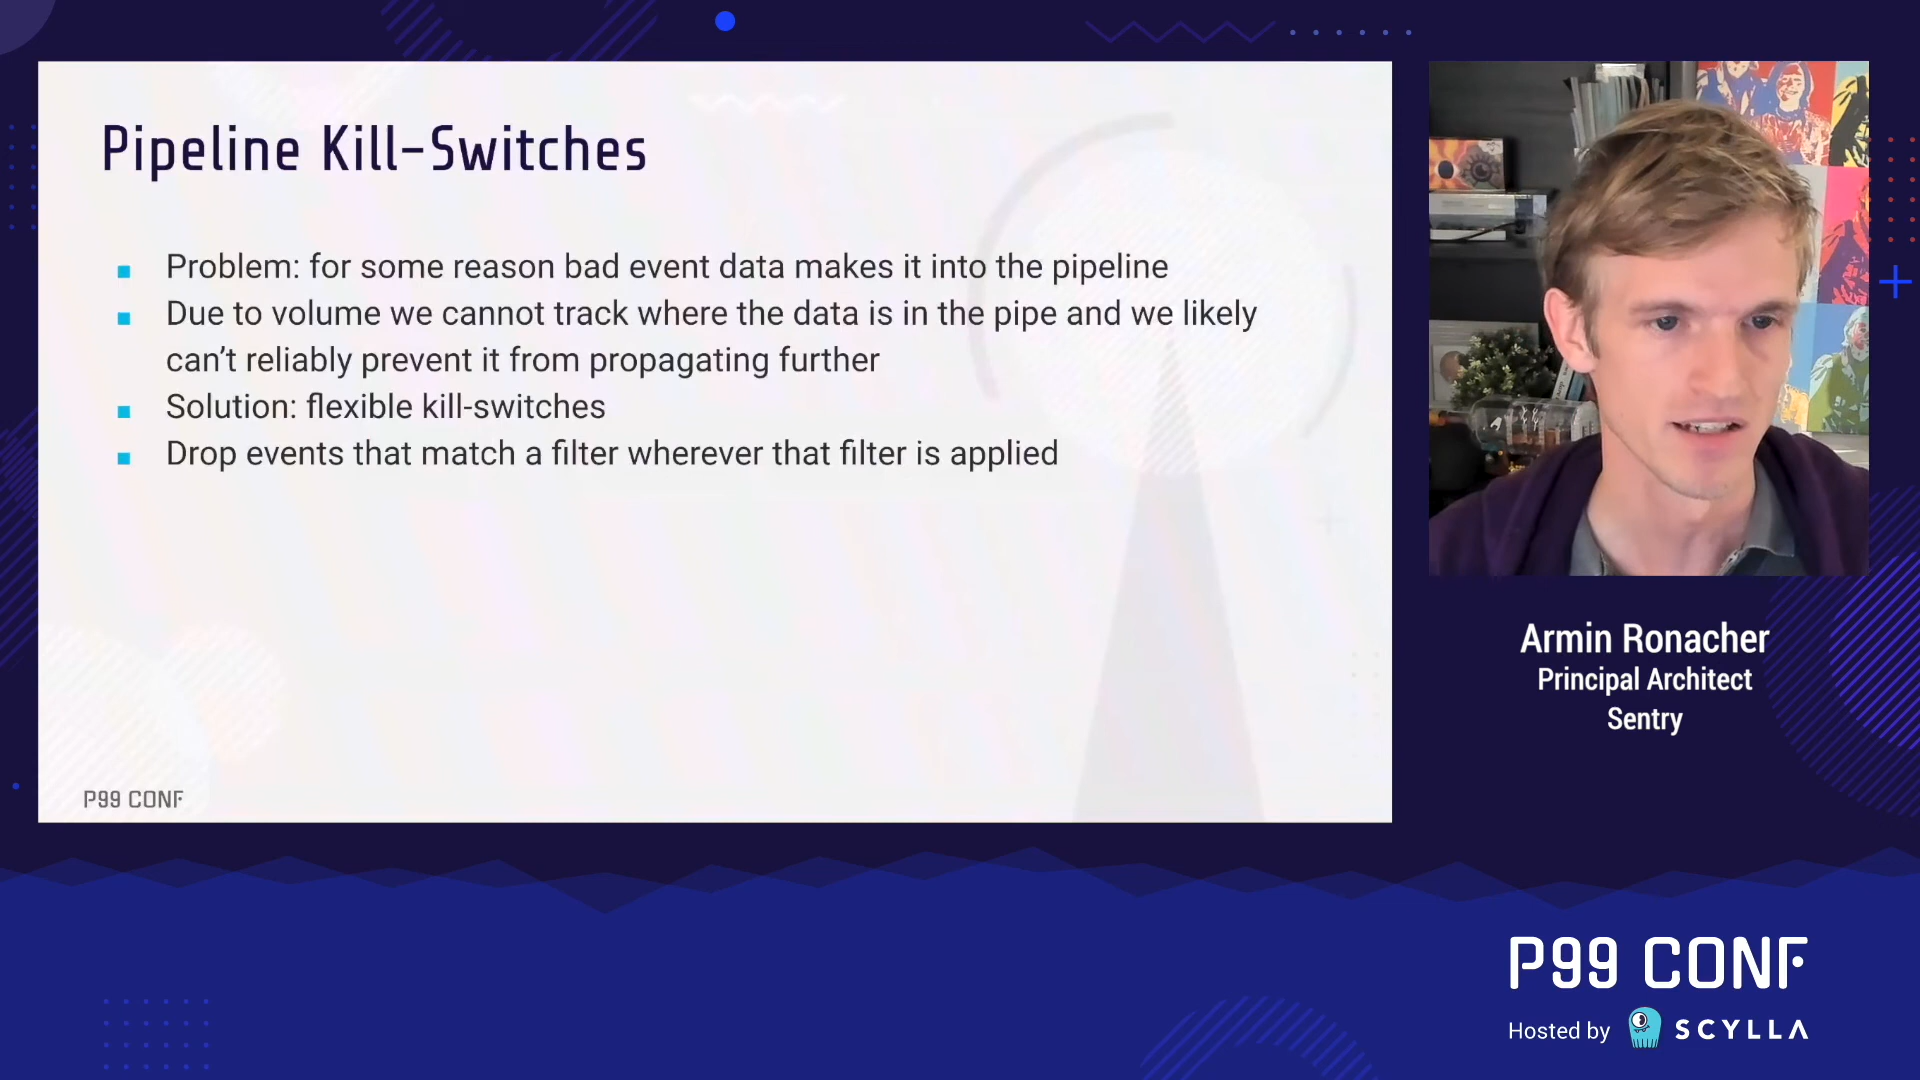 Pipeline Kill-Switches
Problem: for some reason bad event data makes it into the pipeline
Due to volume we cannot track where the data is in the pipe and we likely
can’t reliably prevent it from propagating further
Solution: flexible kill-switches
Drop events that match a filter wherever that filter is applied
P99 CONF
Armin Ronacher
Principal Architect
Sentry
P99 CONF
Hosted by SCYLLA